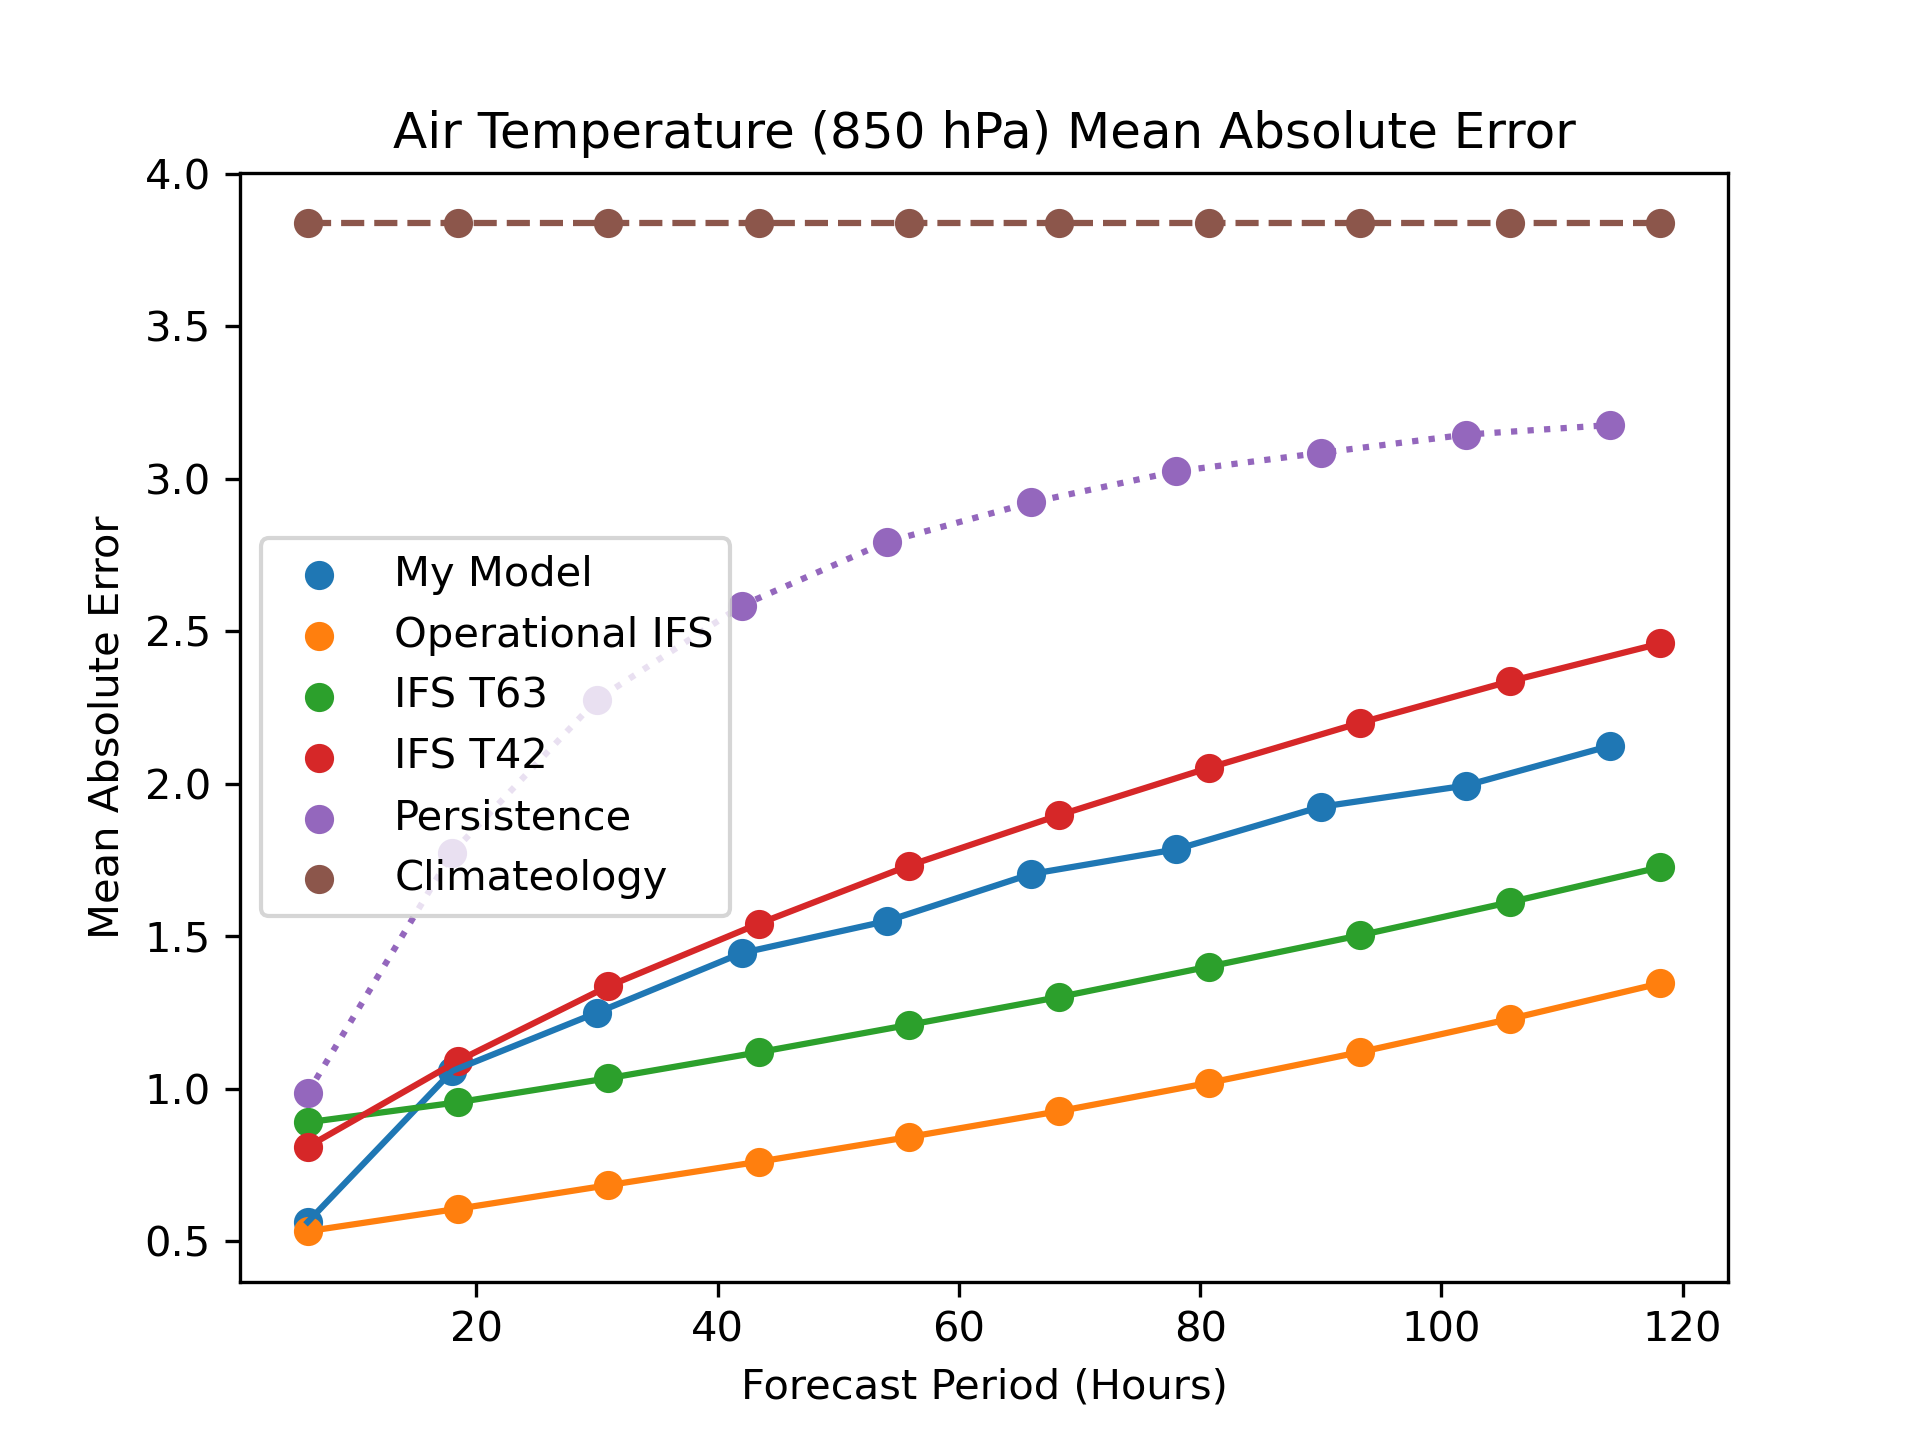 Air Temperature (850 hPa) Mean Absolute Error
4.0
3.5
3.0
2.5
2.0
1.5
1.0
0.5
Mean Absolute Error
My Model
Operational IFS
IFS T63
IFS T42
Persistence
Climateology
20 40 60 80 100 120
Forecast Period (Hours)